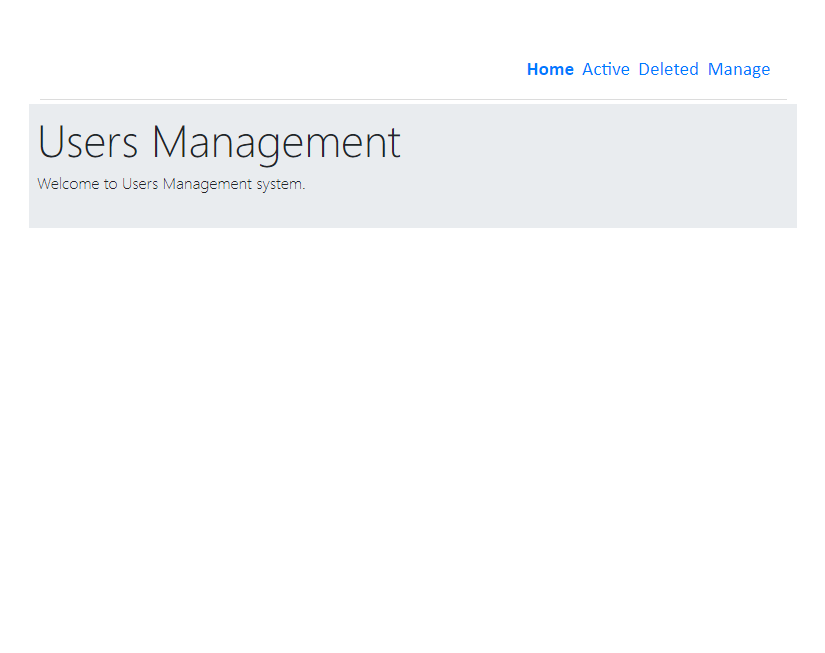 Home Active Deleted Manage
Users Management
Welcome to Users Management system.